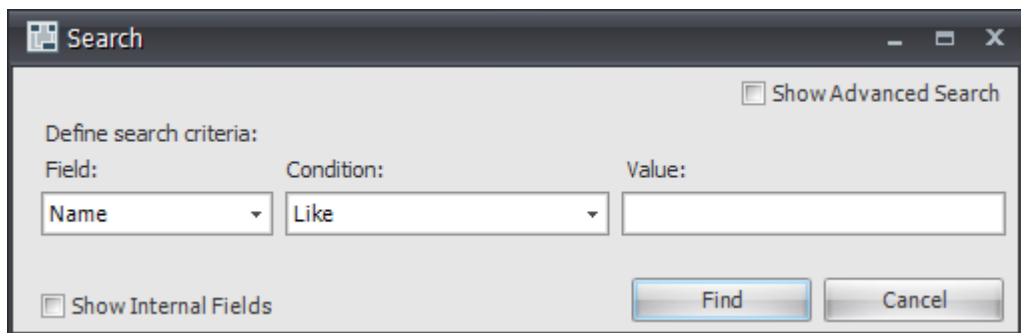 Search
Show Advanced Search
Define search criteria:
Field: Condition: Value:
Name Like
Show Internal Fields Find Cancel